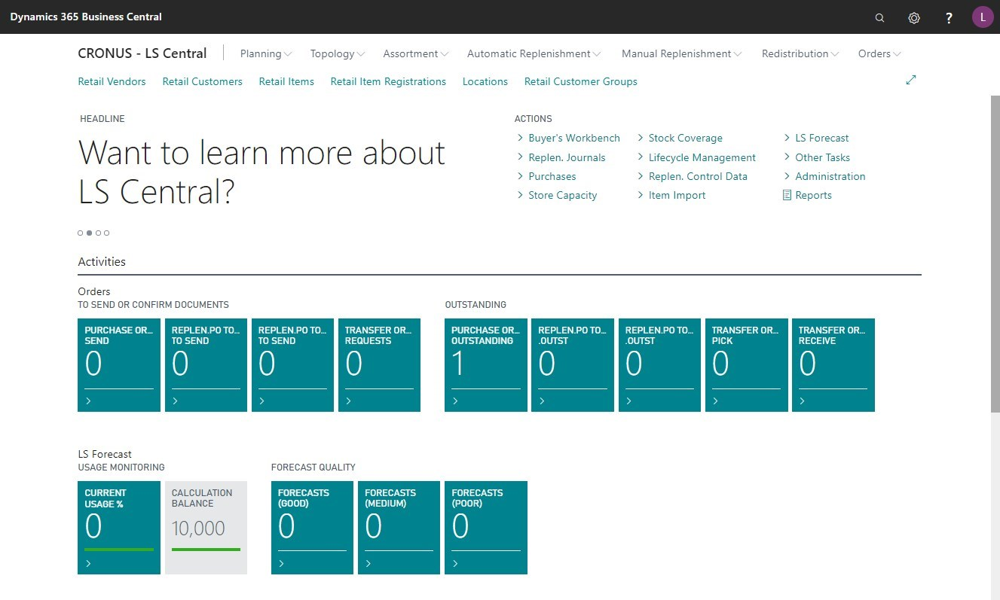 Dynamics 365 Business Central
?
L
CRONUS - LS Central
Planning
Topology
Assortment
Automatic Replenishment
Manual Replenishment
Redistribution
Orders
Retail Vendors
Retail Customers
Retail Items
Retail Item Registrations
Locations
Retail Customer Groups
HEADLINE
Want to learn more about
LS Central?
ACTIONS
Buyer's Workbench
Replen. Journals
Purchases
Store Capacity
Stock Coverage
Lifecycle Management
Replen. Control Data
Item Import
LS Forecast
Other Tasks
Administration
Reports
Activities
Orders
TO SEND OR CONFIRM DOCUMENTS
PURCHASE OR...
SEND
0
REPLEN.PO TO...
TO SEND
0
REPLEN.PO TO...
TO SEND
0
TRANSFER OR...
REQUESTS
0
OUTSTANDING
PURCHASE OR...
OUTSTANDING
1
REPLEN.PO TO...
.OUTST
0
REPLEN.PO TO...
.OUTST
0
TRANSFER OR...
PICK
0
TRANSFER OR...
RECEIVE
0
LS Forecast
USAGE MONITORING
CURRENT
USAGE %
0
CALCULATION
BALANCE
10,000
FORECAST QUALITY
FORECASTS
(GOOD)
0
FORECASTS
(MEDIUM)
0
FORECASTS
(POOR)
0